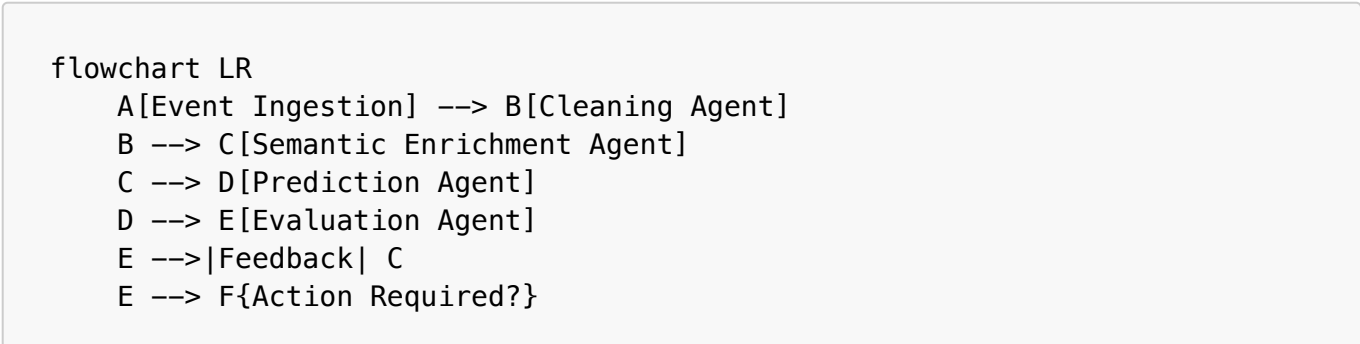 flowchart LR
    A[Event Ingestion] --> B[Cleaning Agent]
    B --> C[Semantic Enrichment Agent]
    C --> D[Prediction Agent]
    D --> E[Evaluation Agent]
    E -->|Feedback| C
    E --> F{Action Required?}